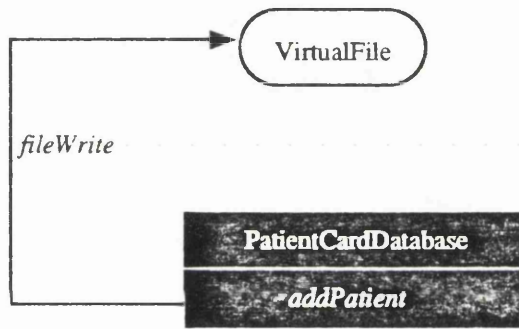 VirtualFile
fileWrite
PatientCardDatabase
addPatient